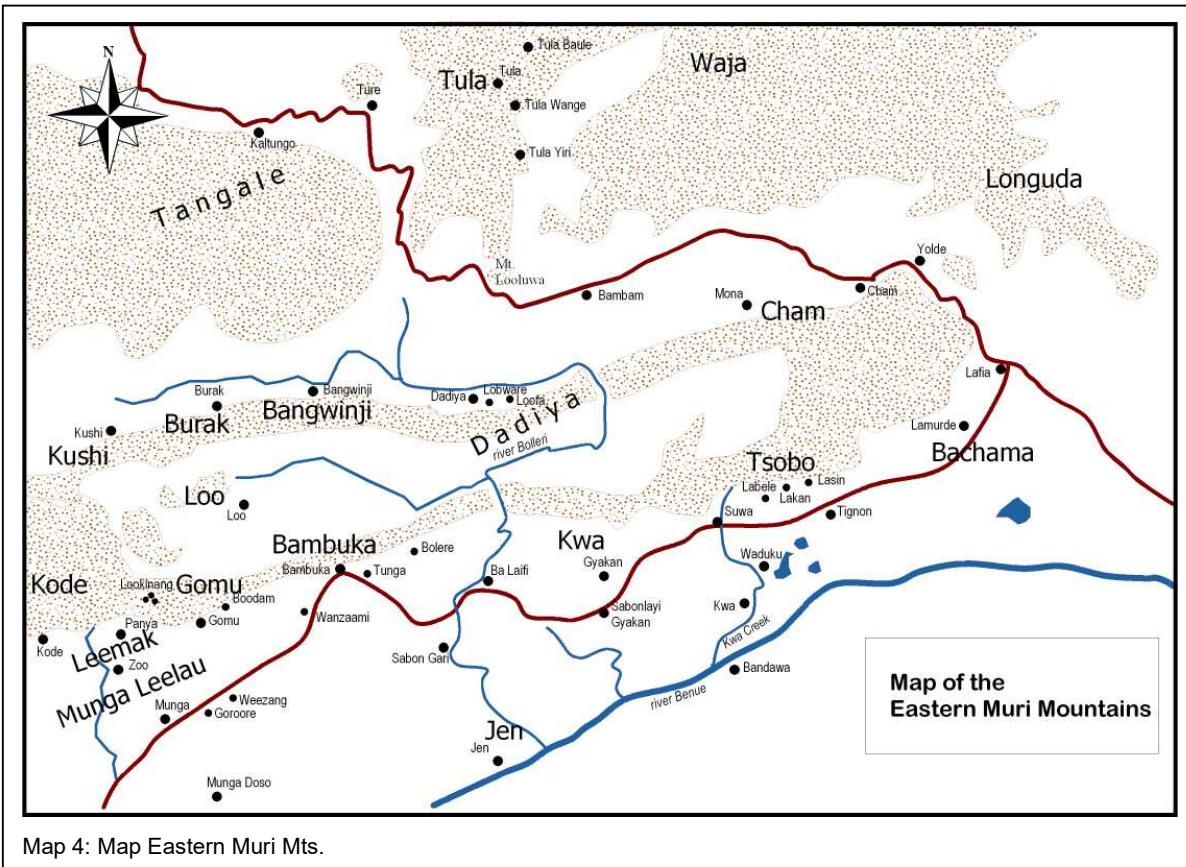 N
Tula Baule
Waja
Tula
Tula
Ture
Tula Wange
Kaltungo
Tula Yiri
Tangale
Longuda
Yolde
Mt.
Looluwa
Cham
Bambam
Mona
Cham
Lafia
Burak
Bangwinji
Lobware
Dadiya
Loofa
Burak
Bangwinji
Dadiya
Kushi
Kushi
river Bolleri
Lamurde
Bachama
Tsobo
Lasin
Labele
Lakan
Loo
Loo
Suwa
Tignon
Bambuka
Bolere
Kwa
Waduku
Bambuka
Tunga
Ba Laifi
Gyakan
Kode
Lookinang
Gomu
Boodam
Wanzaami
Sabonlayi
Gyakan
Kwa
Panya
Gomu
Kode
Leemak
Kwa Creek
Zoo
Sabon Gari
Bandawa
Munga Leelau
Weezang
river Benue
Munga
Goroore
Jen
Jen
Munga Doso
Map of the
Eastern Muri Mountains
Map 4: Map Eastern Muri Mts.